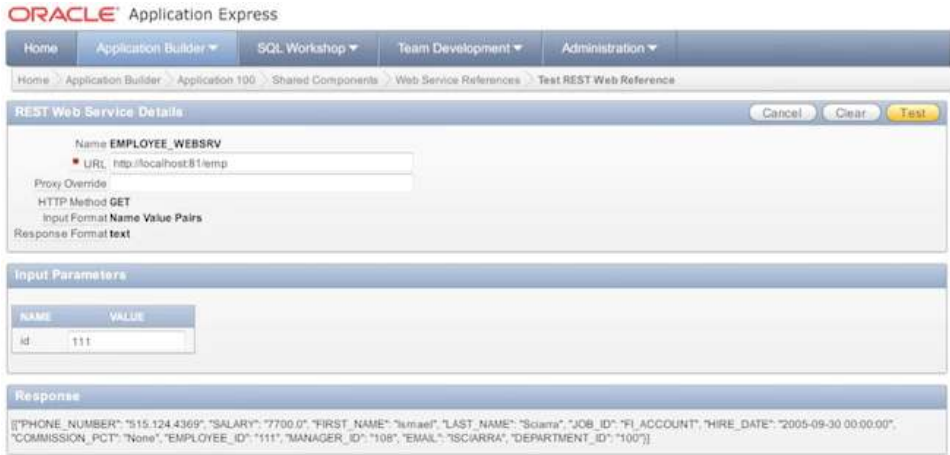 ORACLE Application Express
Home Application Builder SQL Workshop Team Development Administration
Home Application Builder Application 100 Shared Components Web Service References Test REST Web Reference
REST Web Service Details Cancel Clear Test
Name EMPLOYEE_WEBSRV
URL http://localhost:81/emp
Proxy Override
HTTP Method GET
Input Format Name Value Pairs
Response Format text
Input Parameters
NAME VALUE
id 111
Response
[{"PHONE_NUMBER": "515.124.4369", "SALARY": "7700.0", "FIRST_NAME": "Ismael", "LAST_NAME": "Sciarra", "JOB_ID": "FI_ACCOUNT", "HIRE_DATE": "2005-09-30 00:00:00",
"COMMISSION_PCT": "None", "EMPLOYEE_ID": "111", "MANAGER_ID": "108", "EMAIL": "ISCIARRA", "DEPARTMENT_ID": "100"}]